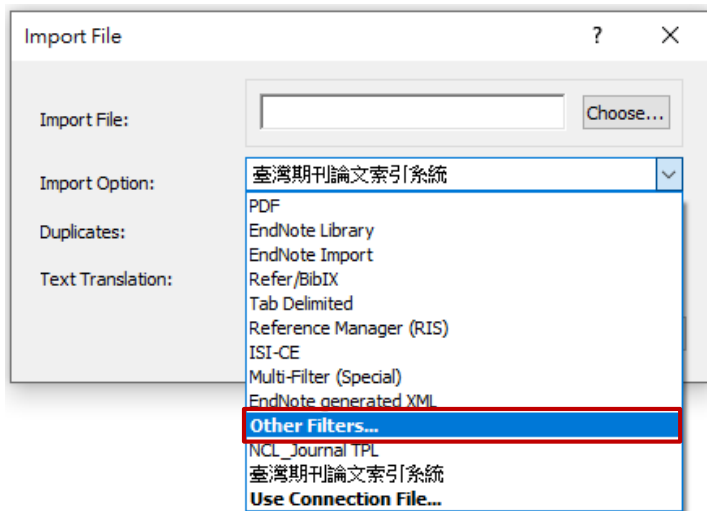 Import File
?
Import File:
Choose...
Import Option:
臺灣期刊論文索引系統
PDF
Duplicates:
EndNote Library
EndNote Import
Text Translation:
Refer/BibIX
Tab Delimited
Reference Manager (RIS)
ISI-CE
Multi-Filter (Special)
EndNote generated XML
Other Filters...
NCL_Journal TPL
臺灣期刊論文索引系統
Use Connection File...